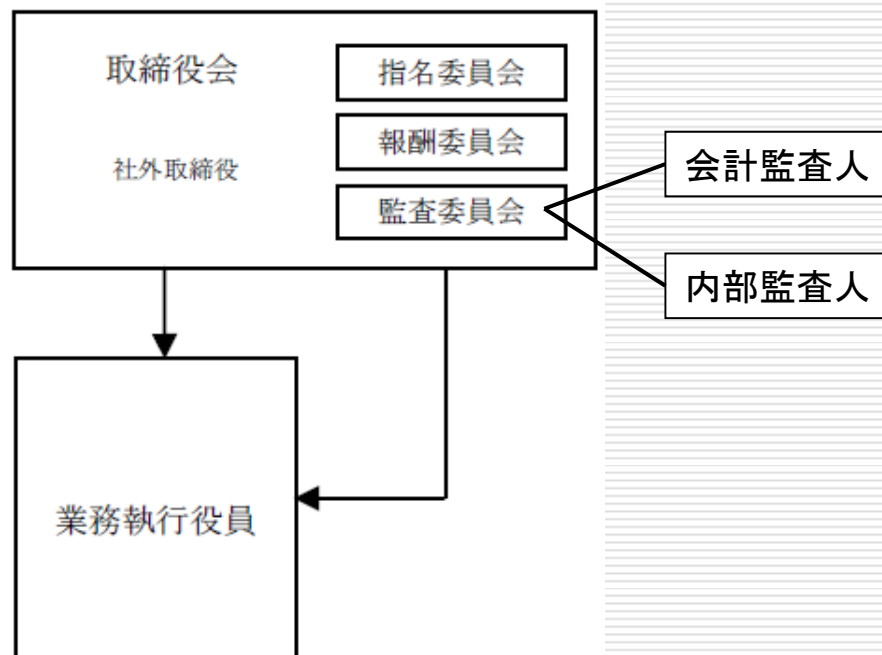 取締役会
社外取締役
指名委員会
報酬委員会
監査委員会
会計監査人
内部監査人
業務執行役員